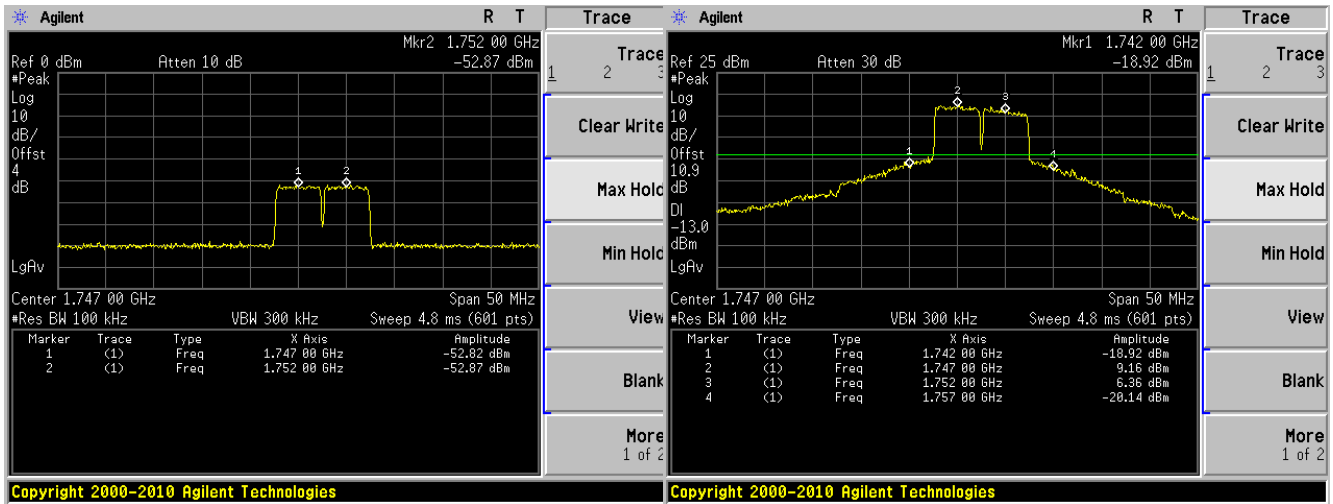 Agilent R T Trace
Mkr2 1.752 00 GHz
Ref 0 dBm Atten 10 dB -52.87 dBm
#Peak
Log
10
dB/
Offst
4
dB
LgAv
1
2
Center 1.747 00 GHz Span 50 MHz
#Res BW 100 kHz VBW 300 kHz Sweep 4.8 ms (601 pts)
Marker Trace Type X Axis Amplitude
1 (1) Freq 1.747 00 GHz -52.82 dBm
2 (1) Freq 1.752 00 GHz -52.87 dBm
Trace
1 2 3
Clear Write
Max Hold
Min Hold
View
Blank
More
1 of 2
Copyright 2000-2010 Agilent Technologies
Agilent R T Trace
Mkr1 1.742 00 GHz
Ref 25 dBm Atten 30 dB -18.92 dBm
#Peak
Log
10
dB/
Offst
10.9
dB
DI
-13.0
dBm
LgAv
1
2
3
4
Center 1.747 00 GHz Span 50 MHz
#Res BW 100 kHz VBW 300 kHz Sweep 4.8 ms (601 pts)
Marker Trace Type X Axis Amplitude
1 (1) Freq 1.742 00 GHz -18.92 dBm
2 (1) Freq 1.747 00 GHz 9.16 dBm
3 (1) Freq 1.752 00 GHz 6.36 dBm
4 (1) Freq 1.757 00 GHz -20.14 dBm
Trace
1 2 3
Clear Write
Max Hold
Min Hold
View
Blank
More
1 of 2
Copyright 2000-2010 Agilent Technologies